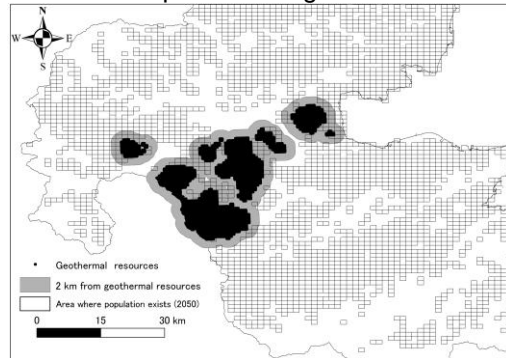 N
W E
S
Geothermal resources
2 km from geothermal resources
Area where population exists (2050)
0 15 30 km